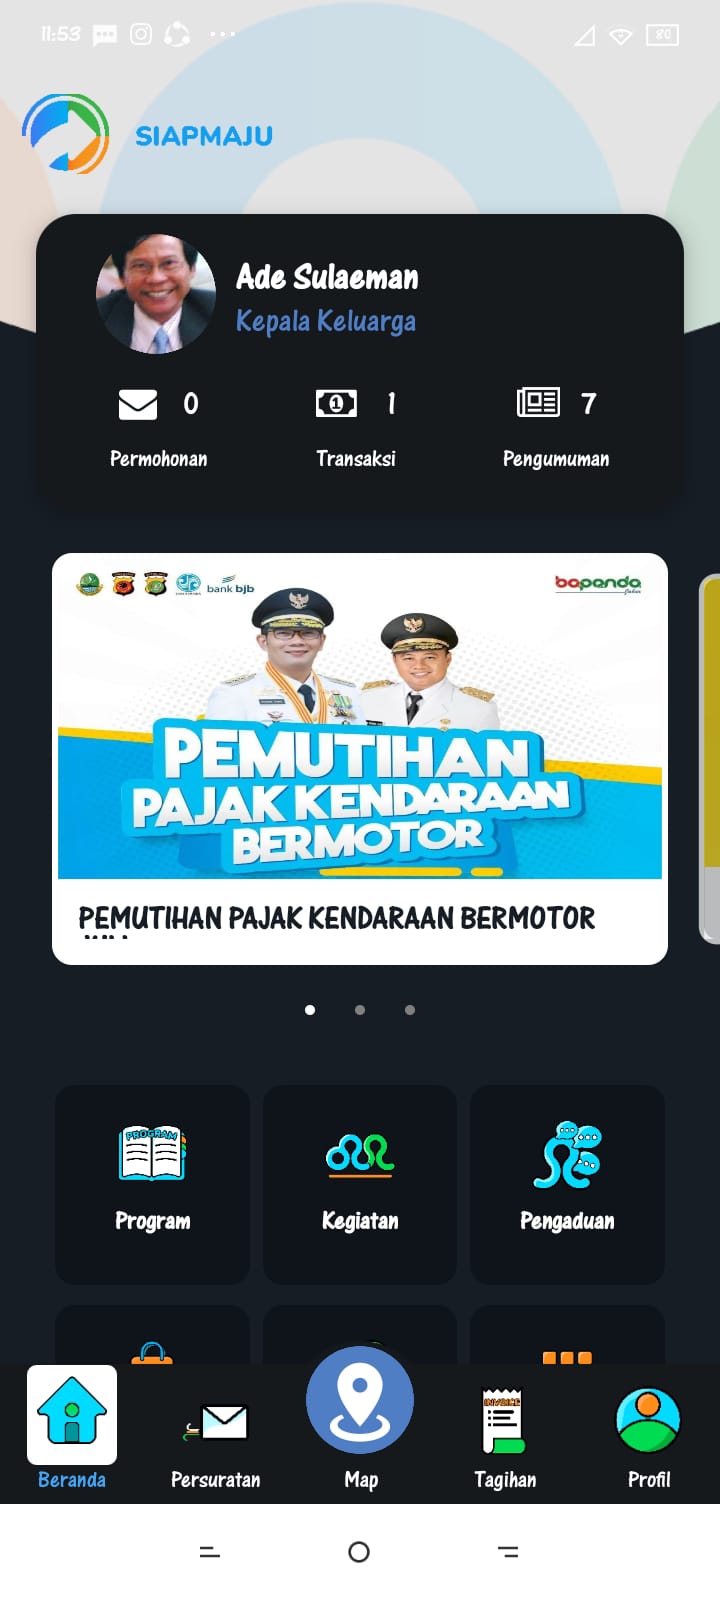 11:53
80
SIAPMAJU
Ade Sulaeman
Kepala Keluarga
0
1
7
Permohonan
Transaksi
Pengumuman
bank bjb
bapenda
Jabar
PEMUTIHAN
PAJAK KENDARAAN
BERMOTOR
PEMUTIHAN PAJAK KENDARAAN BERMOTOR
PROGRAM
Program
Kegiatan
Pengaduan
INVOICE
Beranda
Persuratan
Map
Tagihan
Profil